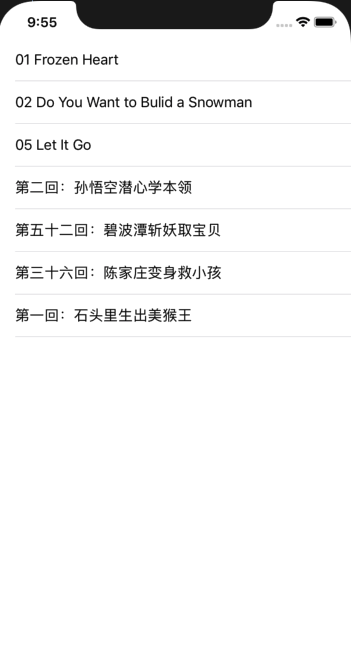 9:55
01 Frozen Heart
02 Do You Want to Bulid a Snowman
05 Let It Go
第二回：孙悟空潜心学本领
第五十二回：碧波潭斩妖取宝贝
第三十六回：陈家庄变身救小孩
第一回：石头里生出美猴王